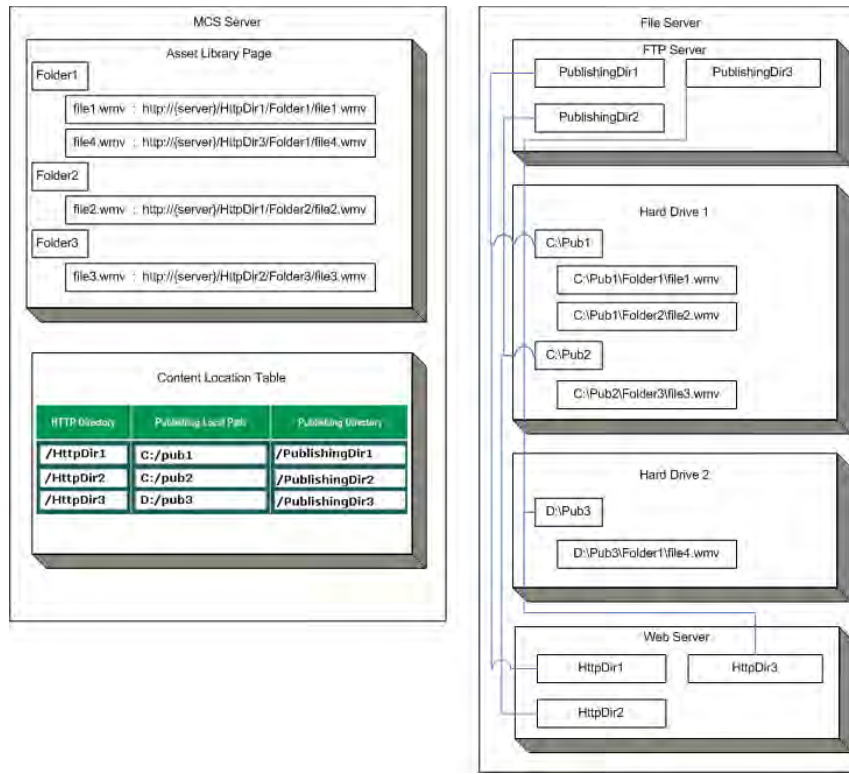 MCS Server
Asset Library Page
Folder1
file1.wmv : http://{server}/HttpDir1/Folder1/file1.wmv
file4.wmv : http://{server}/HttpDir3/Folder1/file4.wmv
Folder2
file2.wmv : http://{server}/HttpDir1/Folder2/file2.wmv
Folder3
file3.wmv : http://{server}/HttpDir2/Folder3/file3.wmv
Content Location Table
HTTP Directory Publishing Local Path Publishing Directory
/HttpDir1 C:/pub1 /PublishingDir1
/HttpDir2 C:/pub2 /PublishingDir2
/HttpDir3 D:/pub3 /PublishingDir3
File Server
FTP Server
PublishingDir1 PublishingDir3
PublishingDir2
Hard Drive 1
C:\Pub1
C:\Pub1\Folder1\file1.wmv
C:\Pub1\Folder2\file2.wmv
C:\Pub2
C:\Pub2\Folder3\file3.wmv
Hard Drive 2
D:\Pub3
D:\Pub3\Folder1\file4.wmv
Web Server
HttpDir1 HttpDir3
HttpDir2